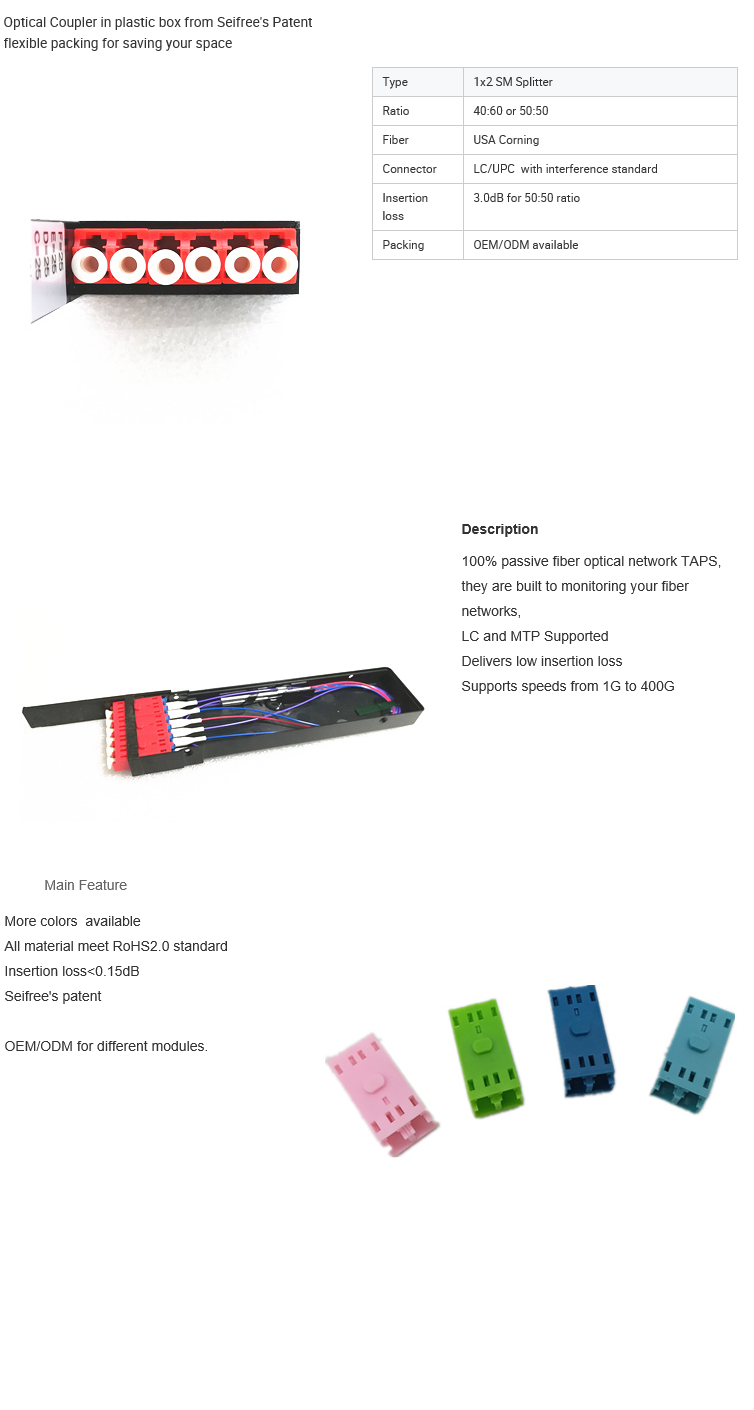 Optical Coupler in plastic box from Seifree's Patent
flexible packing for saving your space
Type 1x2 SM Splitter
Ratio 40:60 or 50:50
Fiber USA Corning
Connector LC/UPC  with interference standard
Insertion loss 3.0dB for 50:50 ratio
Packing OEM/ODM available
F-25
E-25
D-25
C-25
Description
100% passive fiber optical network TAPS,
they are built to monitoring your fiber
networks,
LC and MTP Supported
Delivers low insertion loss
Supports speeds from 1G to 400G
Main Feature
More colors  available
All material meet RoHS2.0 standard
Insertion loss<0.15dB
Seifree's patent
OEM/ODM for different modules.